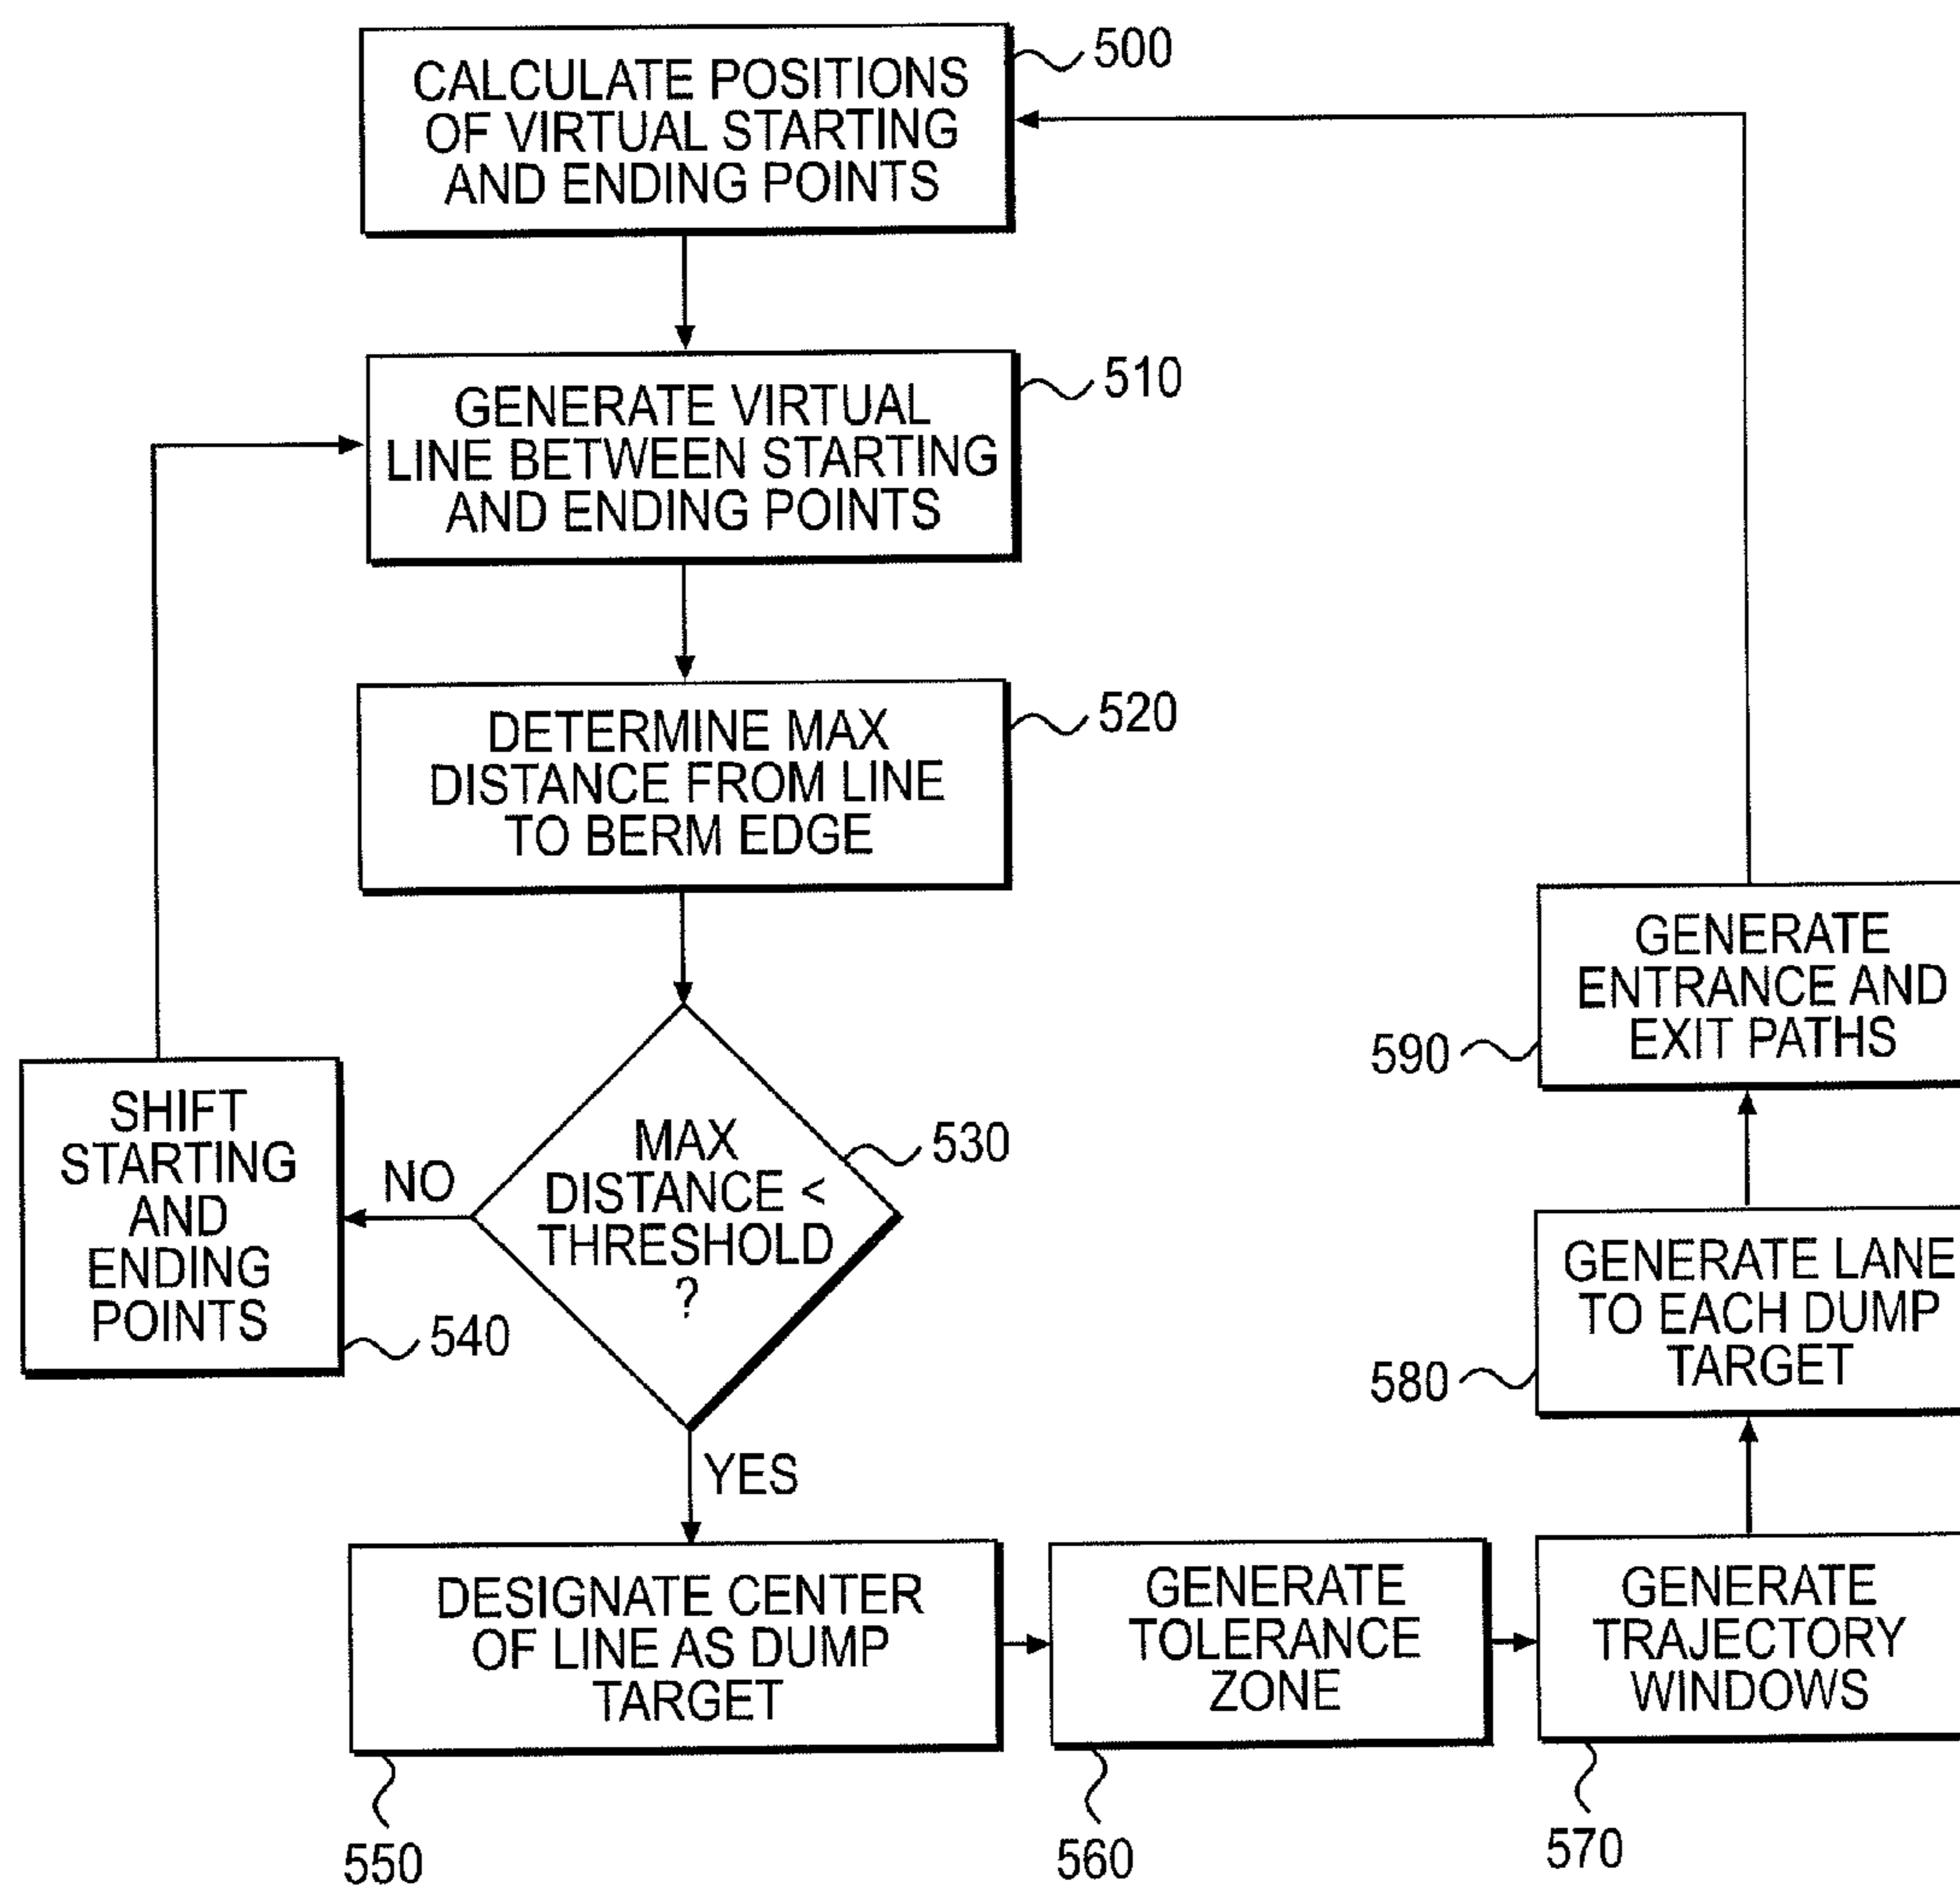 CALCULATE POSITIONS
OF VIRTUAL STARTING
AND ENDING POINTS
500
GENERATE VIRTUAL
LINE BETWEEN STARTING
AND ENDING POINTS
510
DETERMINE MAX
DISTANCE FROM LINE
TO BERM EDGE
520
MAX
DISTANCE <
THRESHOLD
?
530
NO
SHIFT
STARTING
AND
ENDING
POINTS
540
YES
DESIGNATE CENTER
OF LINE AS DUMP
TARGET
550
GENERATE
TOLERANCE
ZONE
560
GENERATE
TRAJECTORY
WINDOWS
570
GENERATE LANE
TO EACH DUMP
TARGET
580
GENERATE
ENTRANCE AND
EXIT PATHS
590